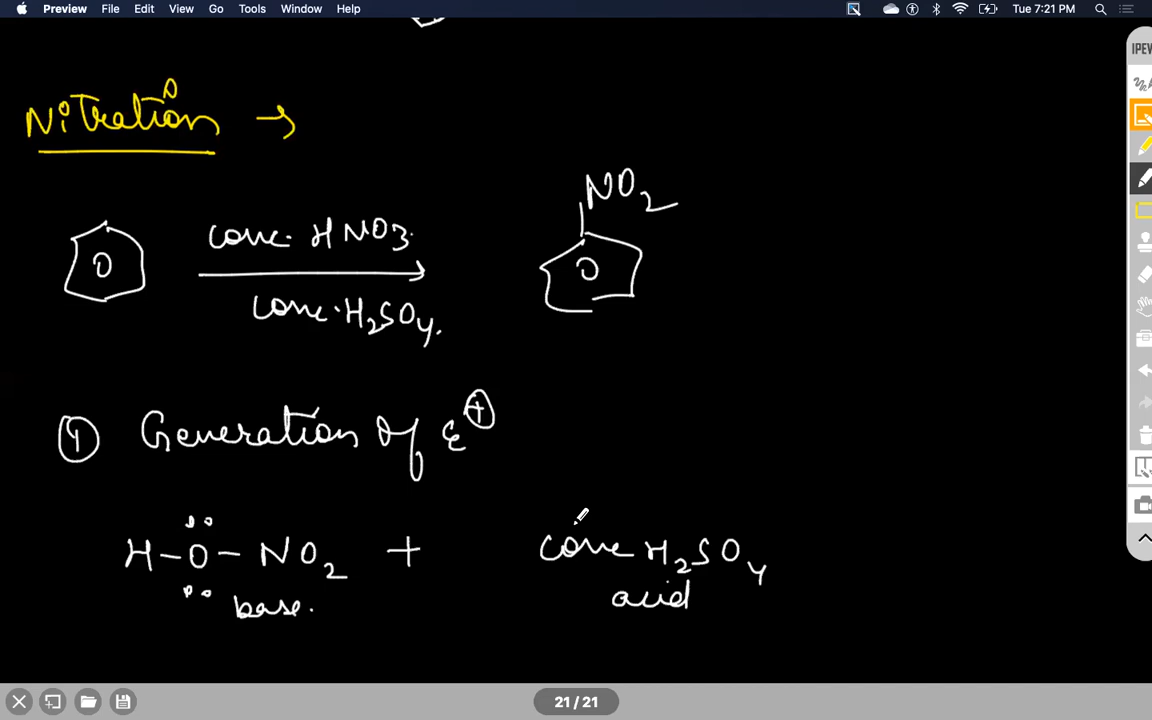 Preview File Edit View Go Tools Window Help Tue 7:21 PM
IPEV
Nitration →
NO2
conc. HNO3.
conc. H2SO4.
① Generation Of E⊕
H-O-NO2 + conc H2SO4
base. acid
21 / 21